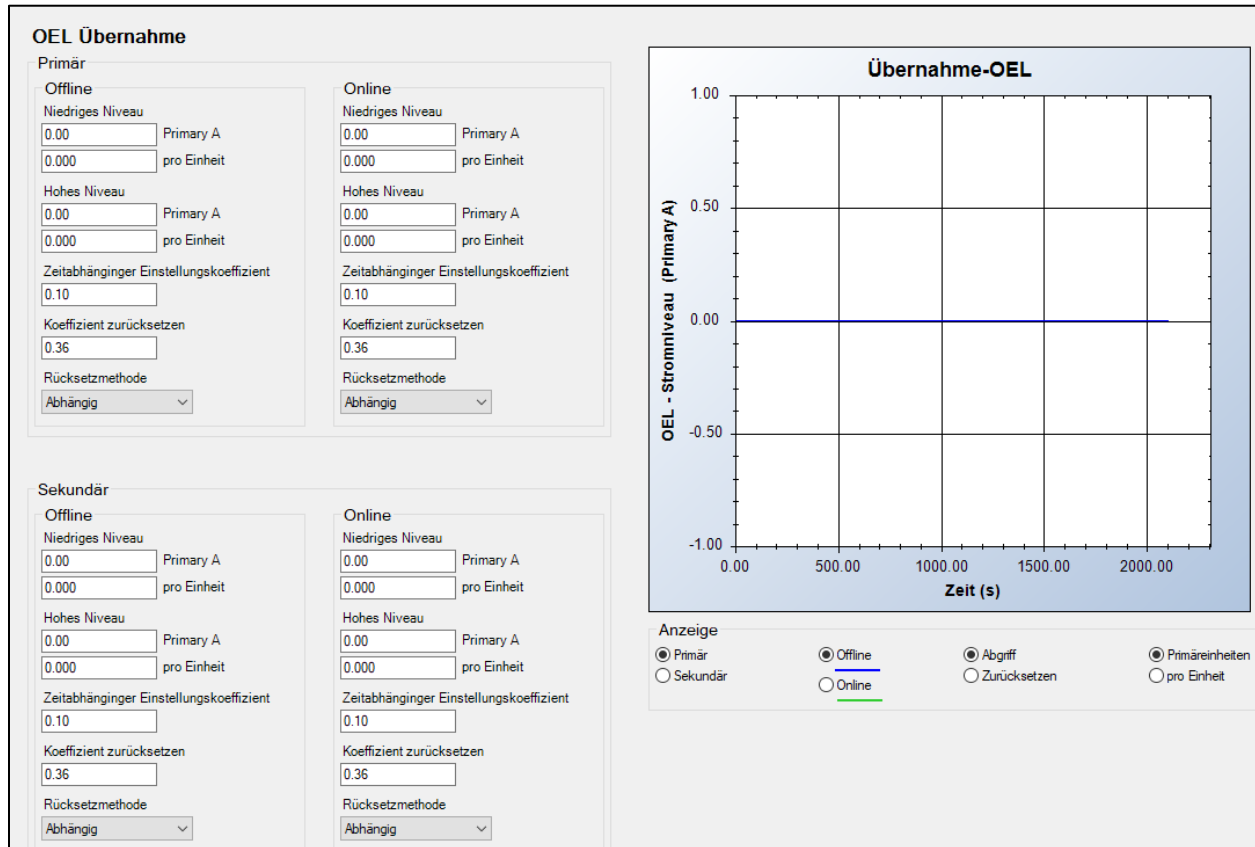 OEL Übernahme
Primär
Offline
Niedriges Niveau
0.00 Primary A
0.000 pro Einheit
Hohes Niveau
0.00 Primary A
0.000 pro Einheit
Zeitabhänginger Einstellungskoeffizient
0.10
Koeffizient zurücksetzen
0.36
Rücksetzmethode
Abhängig
Online
Niedriges Niveau
0.00 Primary A
0.000 pro Einheit
Hohes Niveau
0.00 Primary A
0.000 pro Einheit
Zeitabhänginger Einstellungskoeffizient
0.10
Koeffizient zurücksetzen
0.36
Rücksetzmethode
Abhängig
Sekundär
Offline
Niedriges Niveau
0.00 Primary A
0.000 pro Einheit
Hohes Niveau
0.00 Primary A
0.000 pro Einheit
Zeitabhänginger Einstellungskoeffizient
0.10
Koeffizient zurücksetzen
0.36
Rücksetzmethode
Abhängig
Online
Niedriges Niveau
0.00 Primary A
0.000 pro Einheit
Hohes Niveau
0.00 Primary A
0.000 pro Einheit
Zeitabhänginger Einstellungskoeffizient
0.10
Koeffizient zurücksetzen
0.36
Rücksetzmethode
Abhängig
Übernahme-OEL
OEL - Stromniveau (Primary A)
1.00
0.50
0.00
-0.50
-1.00
0.00 500.00 1000.00 1500.00 2000.00
Zeit (s)
Anzeige
Primär Offline Abgriff Primäreinheiten
Sekundär Online Zurücksetzen pro Einheit